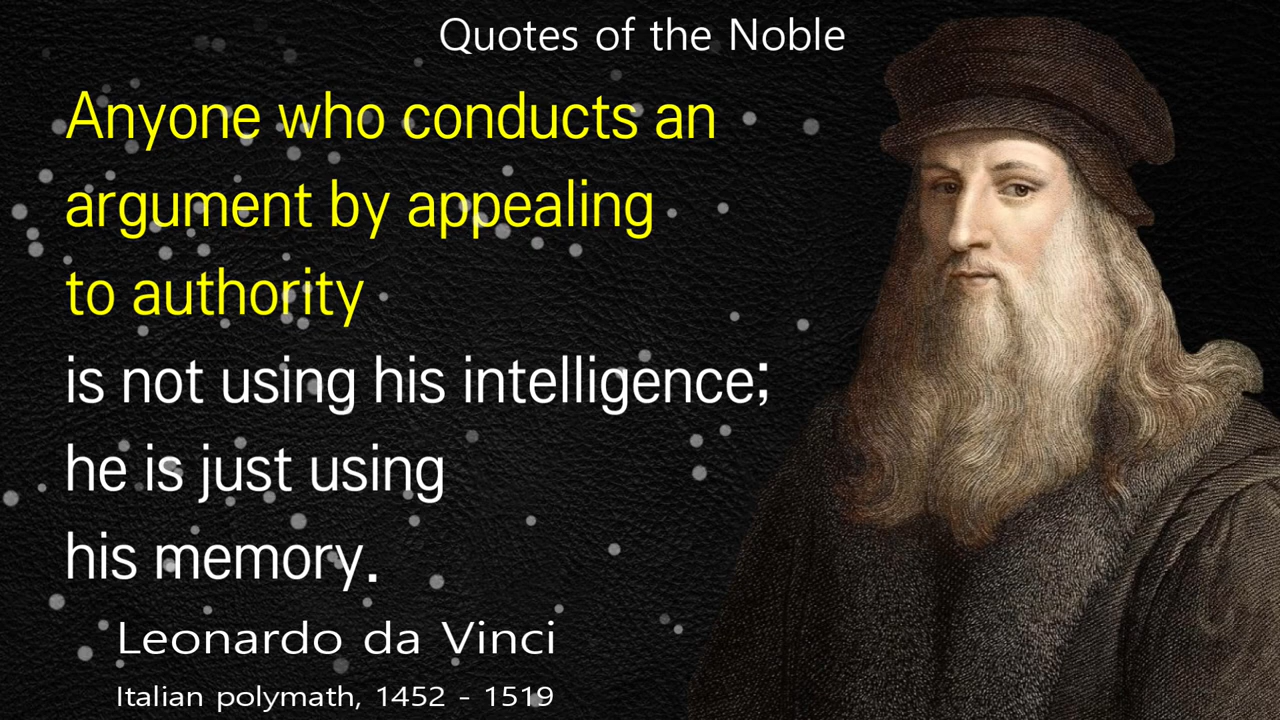 Quotes of the Noble
Anyone who conducts an
argument by appealing
to authority
is not using his intelligence;
he is just using
his memory.
Leonardo da Vinci
Italian polymath, 1452 - 1519